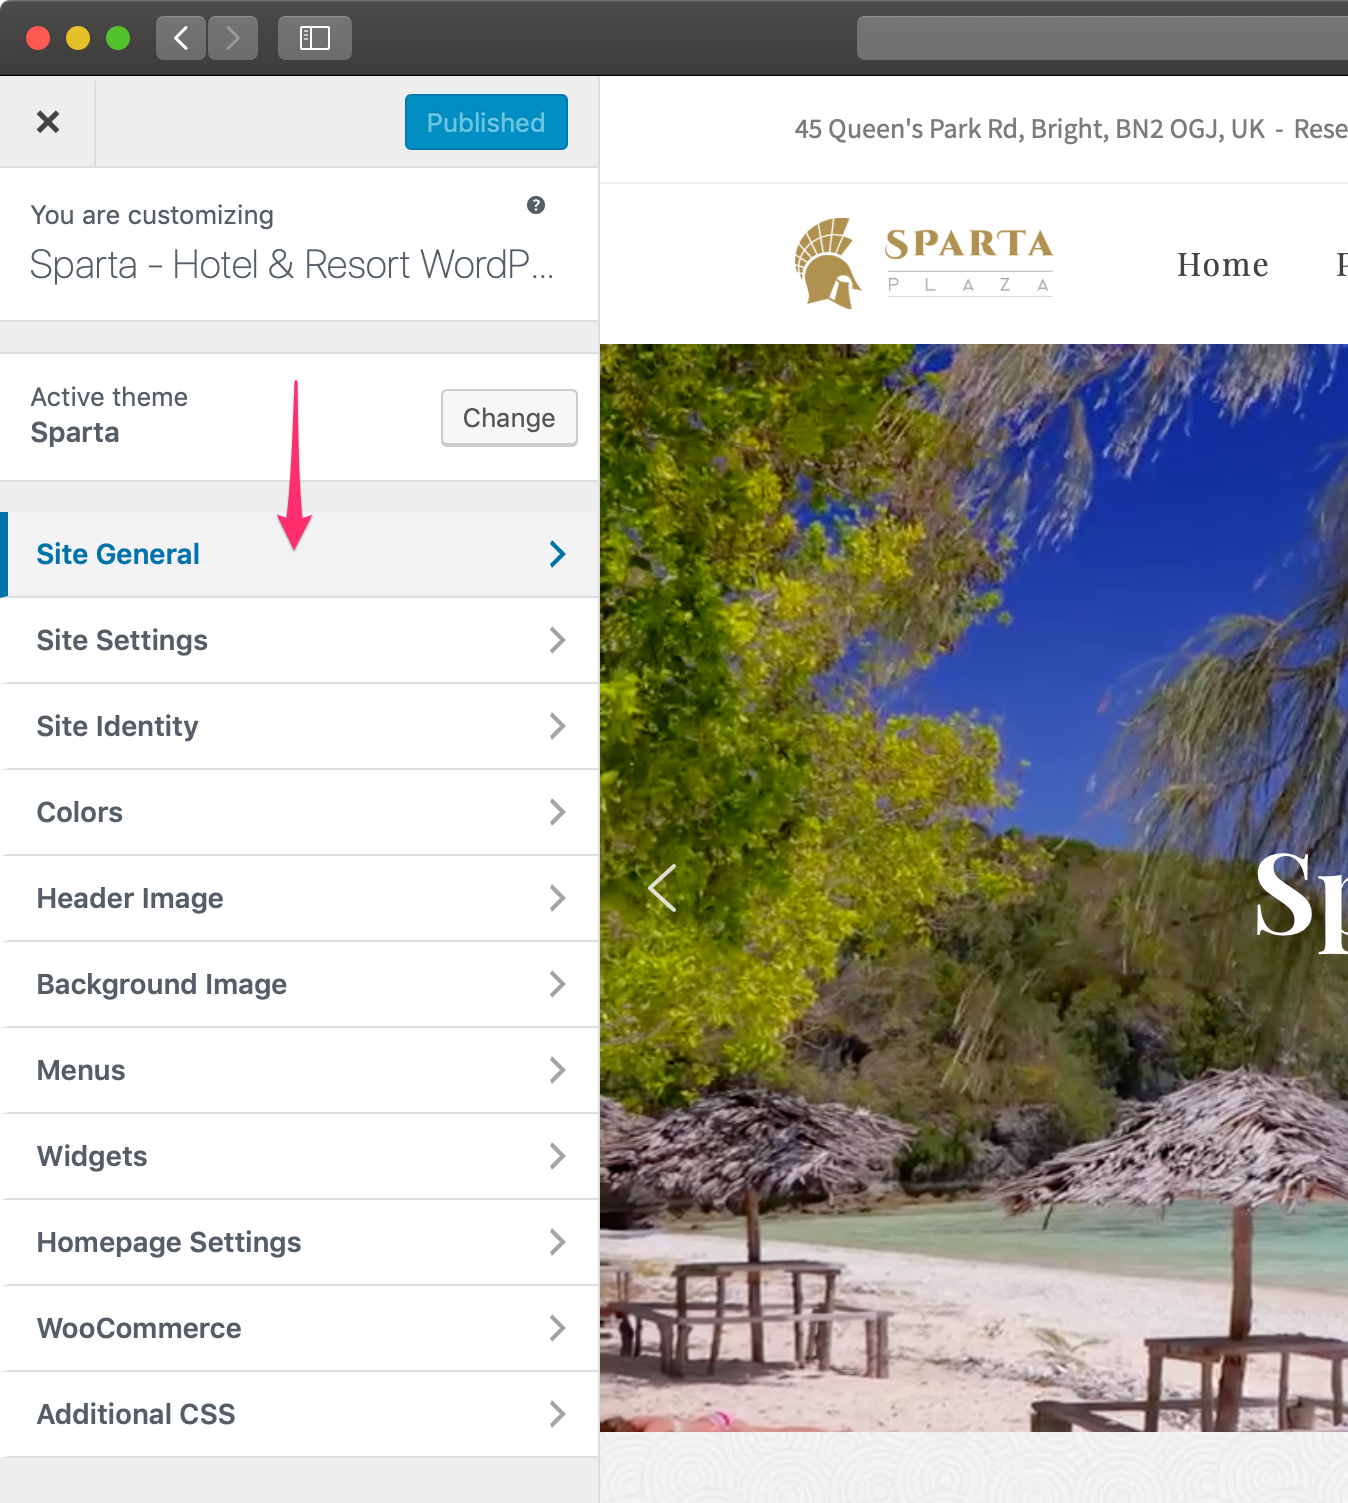 Published
You are customizing
Sparta - Hotel & Resort WordP...
Active theme
Sparta
Change
Site General
Site Settings
Site Identity
Colors
Header Image
Background Image
Menus
Widgets
Homepage Settings
WooCommerce
Additional CSS
45 Queen's Park Rd, Bright, BN2 OGJ, UK - Rese
SPARTA
PLAZA
Home
Sp